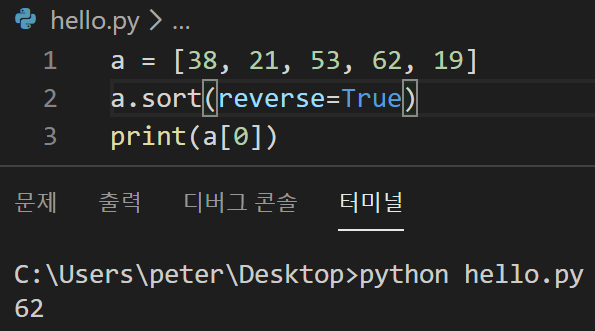 hello.py > ...
1 a = [38, 21, 53, 62, 19]
2 a.sort(reverse=True)
3 print(a[0])
문제 출력 디버그 콘솔 터미널
C:\Users\peter\Desktop>python hello.py
62